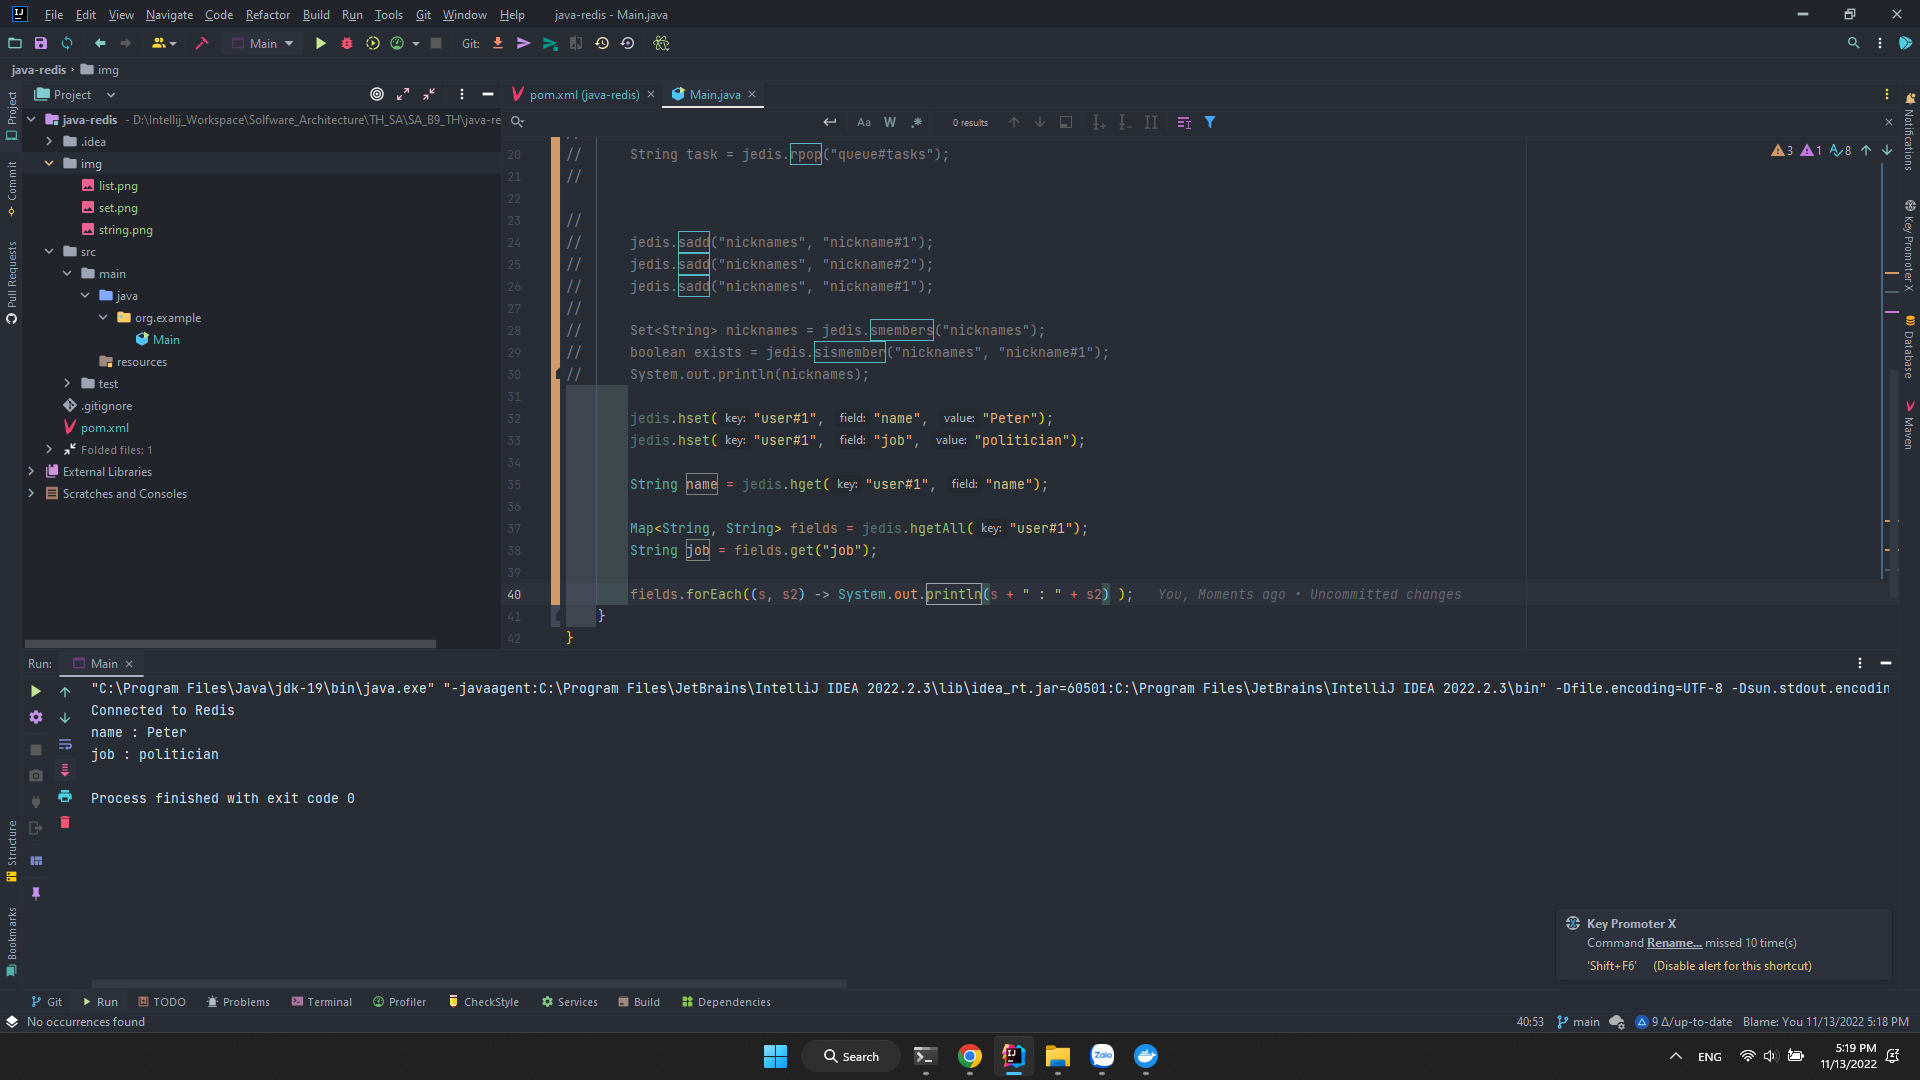 File Edit View Navigate Code Refactor Build Run Tools Git Window Help java-redis - Main.java
Main Git:
java-redis › img
Project
pom.xml (java-redis) Main.java
java-redis - D:\Intellij_Workspace\Solfware_Architecture\TH_SA\SA_B9_TH\java-re
.idea
img
list.png
set.png
string.png
src
main
java
org.example
Main
resources
test
.gitignore
pom.xml
Folded files: 1
External Libraries
Scratches and Consoles
Project
Commit
Pull Requests
Structure
Bookmarks
Aa W .* 0 results
3 1 8
20 // String task = jedis.rpop("queue#tasks");
21 //
22
23 //
24 // jedis.sadd("nicknames", "nickname#1");
25 // jedis.sadd("nicknames", "nickname#2");
26 // jedis.sadd("nicknames", "nickname#1");
27 //
28 // Set<String> nicknames = jedis.smembers("nicknames");
29 // boolean exists = jedis.sismember("nicknames", "nickname#1");
30 // System.out.println(nicknames);
31
32 jedis.hset( key: "user#1", field: "name", value: "Peter");
33 jedis.hset( key: "user#1", field: "job", value: "politician");
34
35 String name = jedis.hget( key: "user#1", field: "name");
36
37 Map<String, String> fields = jedis.hgetAll( key: "user#1");
38 String job = fields.get("job");
39
40 fields.forEach((s, s2) -> System.out.println(s + " : " + s2) ); You, Moments ago • Uncommitted changes
41 }
42 }
Notifications
Key Promoter X
Database
Maven
Run: Main
"C:\Program Files\Java\jdk-19\bin\java.exe" "-javaagent:C:\Program Files\JetBrains\IntelliJ IDEA 2022.2.3\lib\idea_rt.jar=60501:C:\Program Files\JetBrains\IntelliJ IDEA 2022.2.3\bin" -Dfile.encoding=UTF-8 -Dsun.stdout.encodin
Connected to Redis
name : Peter
job : politician
Process finished with exit code 0
Key Promoter X
Command Rename... missed 10 time(s)
'Shift+F6' (Disable alert for this shortcut)
Git Run TODO Problems Terminal Profiler CheckStyle Services Build Dependencies
No occurrences found 40:53 main 9 Δ/up-to-date Blame: You 11/13/2022 5:18 PM
Search Zalo ENG 5:19 PM
11/13/2022